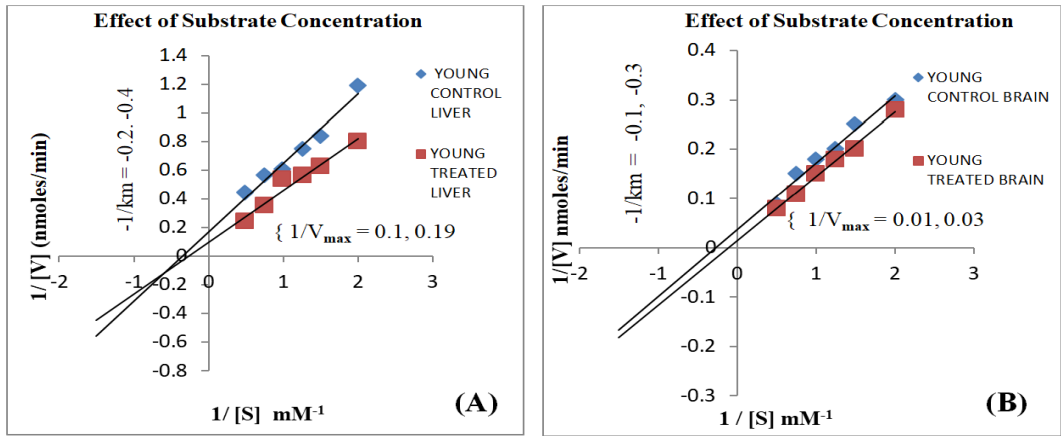 Effect of Substrate Concentration
1/ [V] (nmoles/min)
-1/km = -0.2. -0.4
1.4
1.2
1.0
0.8
0.6
0.4
0.2
0
-0.2
-0.4
-0.6
-0.8
-2
-1
0
1
2
3
YOUNG
CONTROL
LIVER
YOUNG
TREATED
LIVER
{ 1/Vmax = 0.1, 0.19
1/ [S] mM-1
(A)
Effect of Substrate Concentration
1/ [V] nmoles/min
-1/km = -0.1, -0.3
0.4
0.3
0.2
0.1
0
-0.1
-0.2
-0.3
-2
-1
0
1
2
3
YOUNG
CONTROL BRAIN
YOUNG
TREATED BRAIN
{ 1/Vmax = 0.01, 0.03
1 / [S] mM-1
(B)